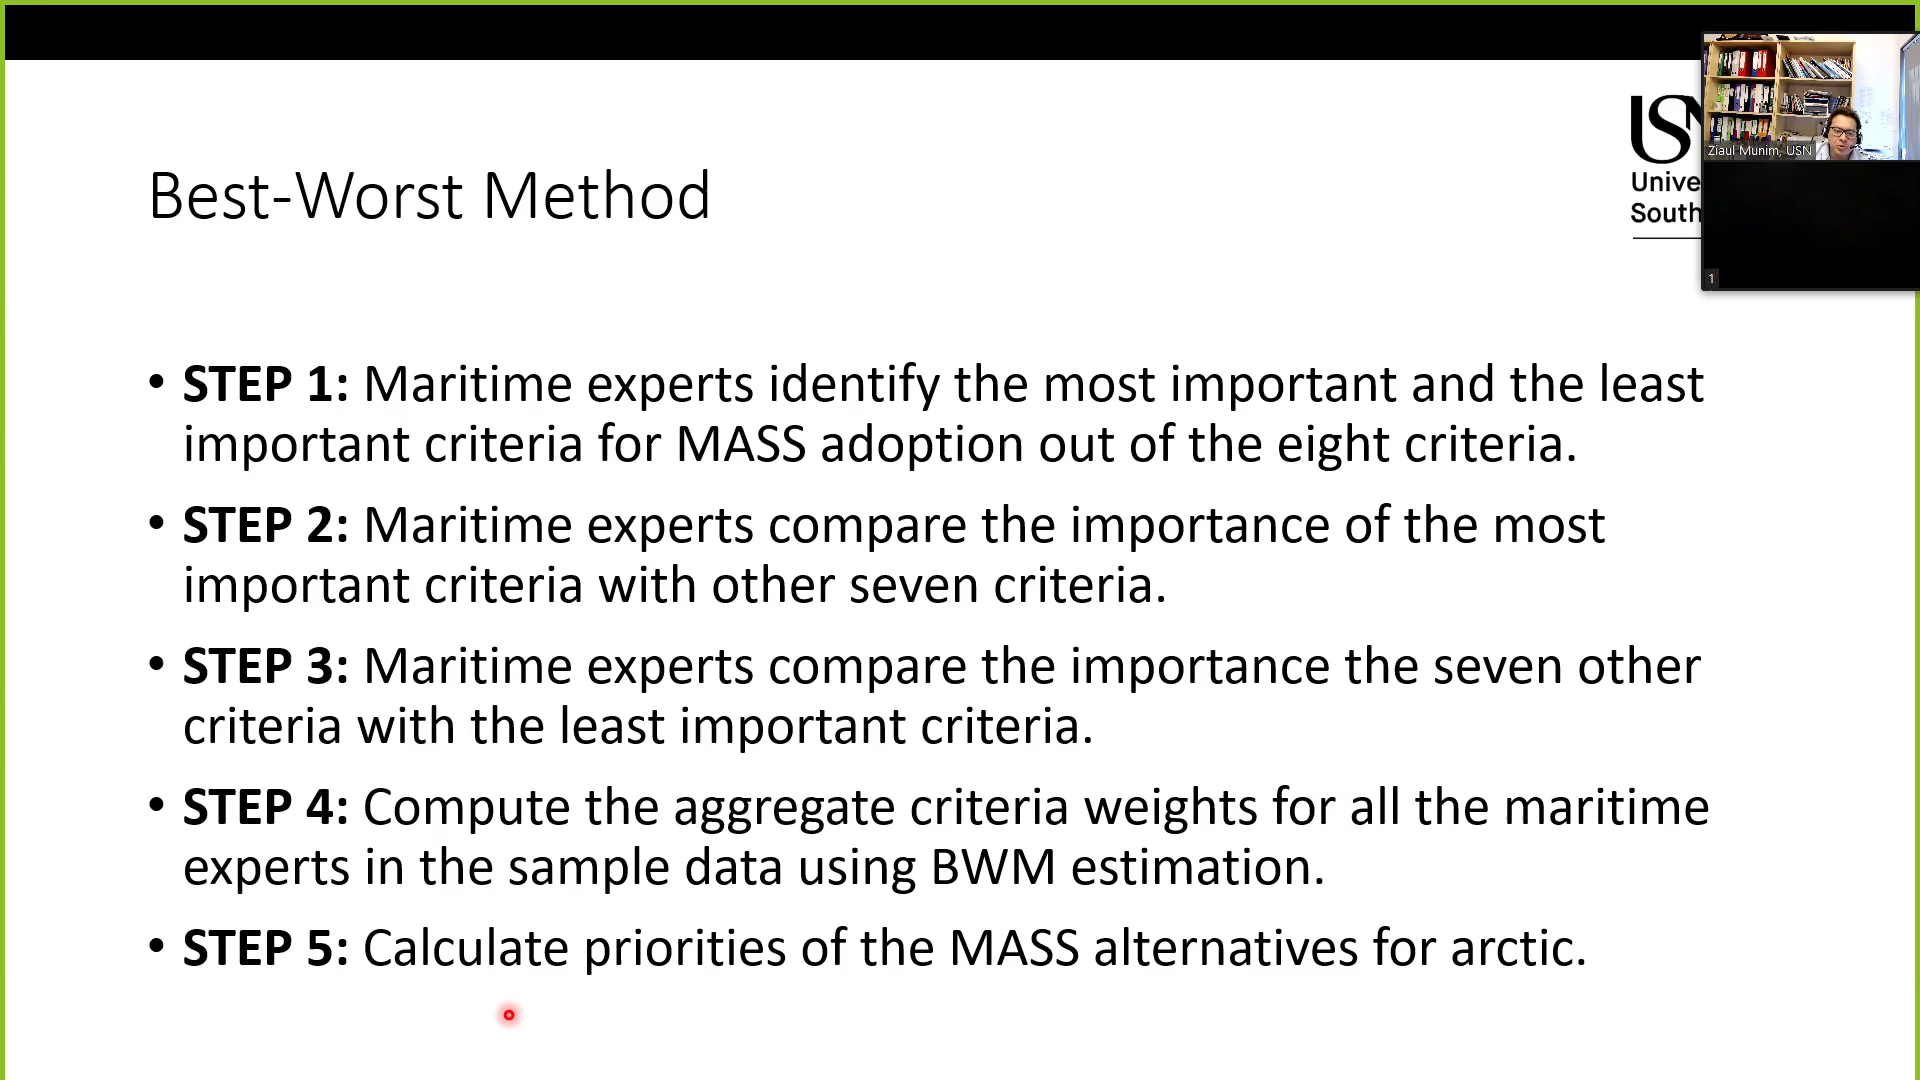 USN
Ziaul Munim, USN
Unive
South
1
Best-Worst Method
• STEP 1: Maritime experts identify the most important and the least
important criteria for MASS adoption out of the eight criteria.
• STEP 2: Maritime experts compare the importance of the most
important criteria with other seven criteria.
• STEP 3: Maritime experts compare the importance the seven other
criteria with the least important criteria.
• STEP 4: Compute the aggregate criteria weights for all the maritime
experts in the sample data using BWM estimation.
• STEP 5: Calculate priorities of the MASS alternatives for arctic.